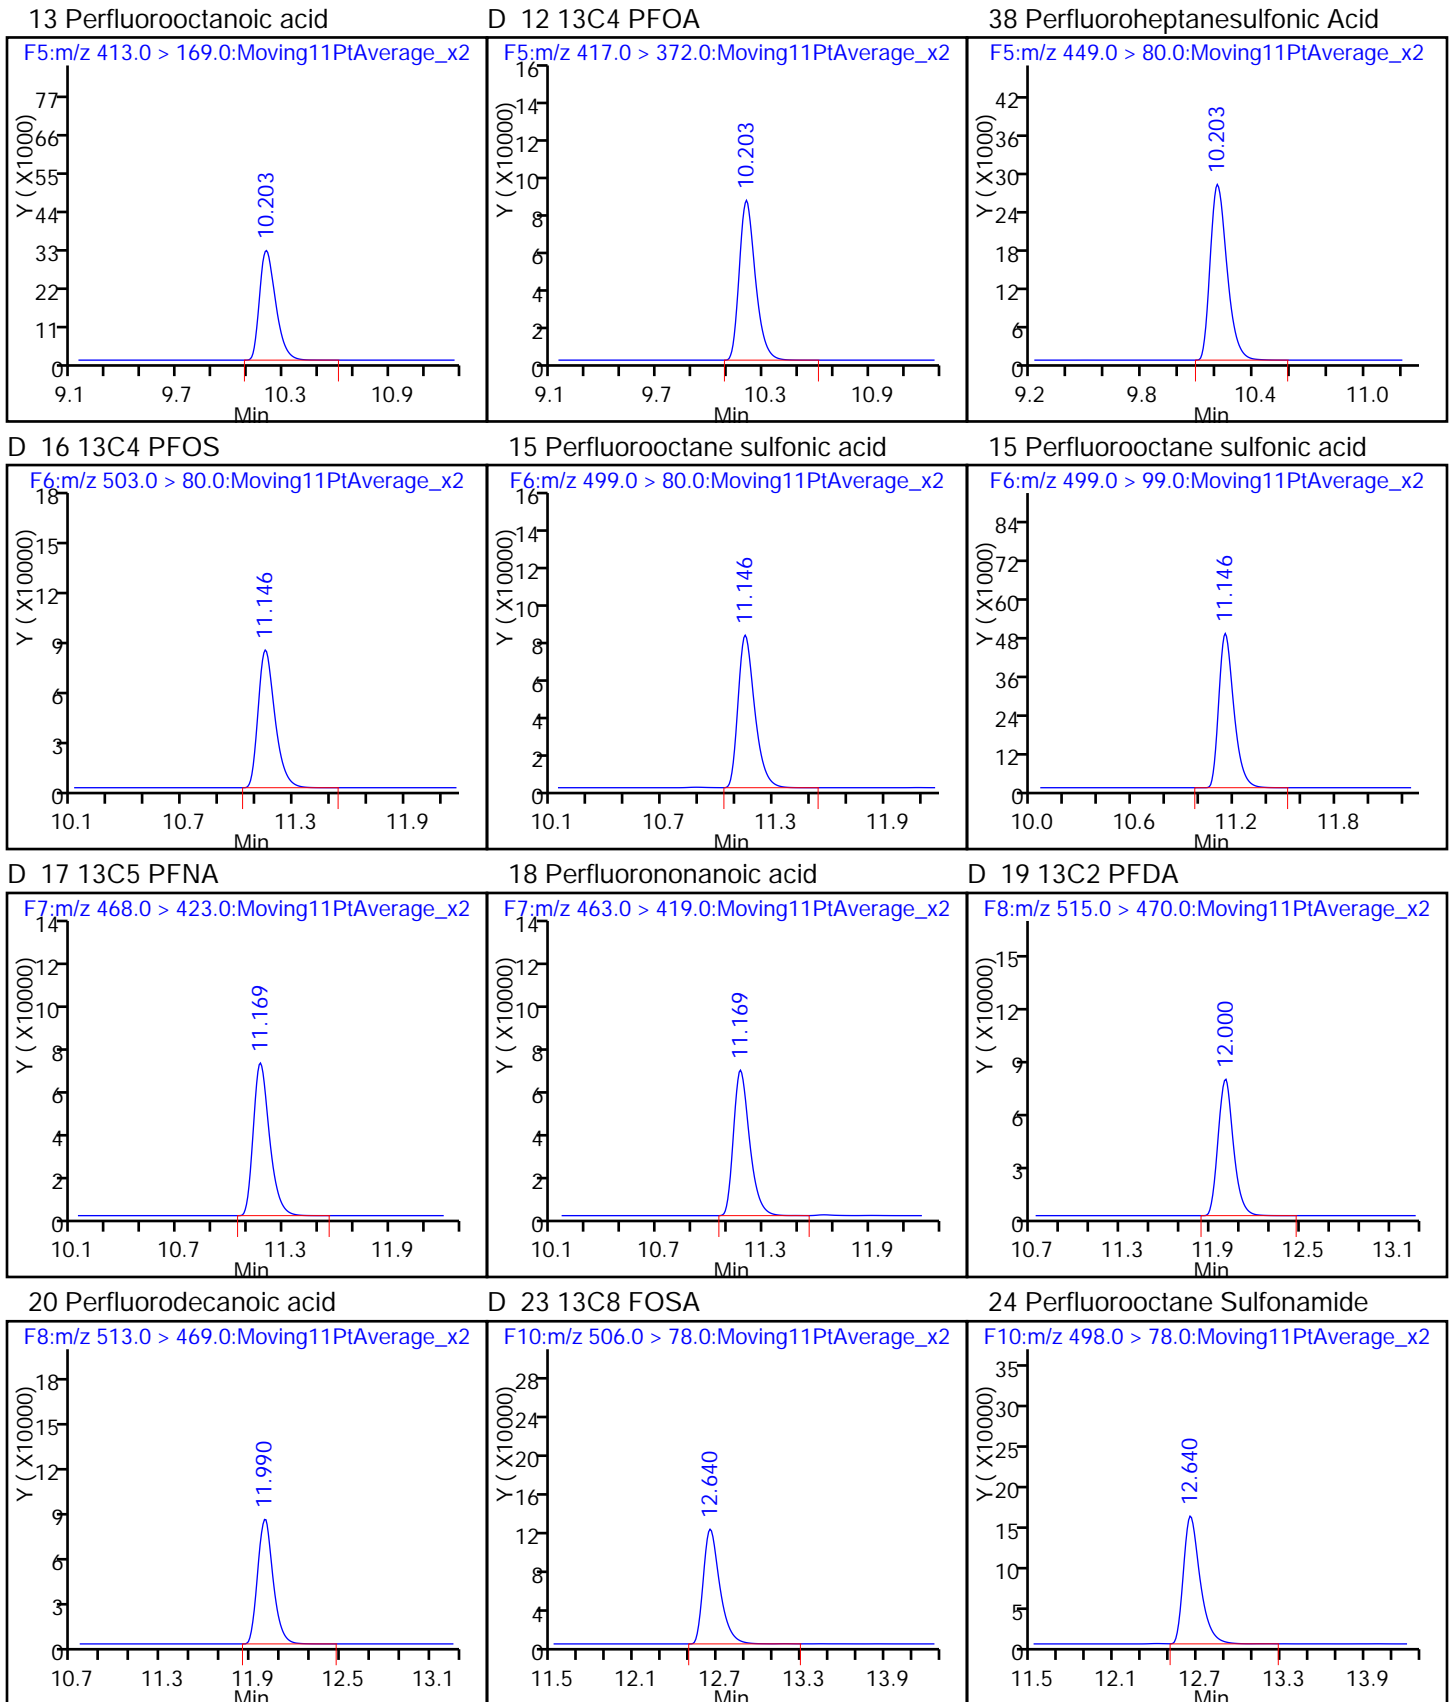 13 Perfluorooctanoic acid
F5:m/z 413.0 > 169.0:Moving11PtAverage_x2
Y ( X1000)
77
66
55
44
33
22
11
0
10.203
9.1 9.7 10.3 10.9
Min
D 12 13C4 PFOA
F5:m/z 417.0 > 372.0:Moving11PtAverage_x2
Y ( X10000)
16
14
12
10
8
6
4
2
0
10.203
9.1 9.7 10.3 10.9
Min
38 Perfluoroheptanesulfonic Acid
F5:m/z 449.0 > 80.0:Moving11PtAverage_x2
Y ( X1000)
42
36
30
24
18
12
6
0
10.203
9.2 9.8 10.4 11.0
Min
D 16 13C4 PFOS
F6:m/z 503.0 > 80.0:Moving11PtAverage_x2
Y ( X10000)
18
15
12
9
6
3
0
11.146
10.1 10.7 11.3 11.9
Min
15 Perfluorooctane sulfonic acid
F6:m/z 499.0 > 80.0:Moving11PtAverage_x2
Y ( X10000)
16
14
12
10
8
6
4
2
0
11.146
10.1 10.7 11.3 11.9
Min
15 Perfluorooctane sulfonic acid
F6:m/z 499.0 > 99.0:Moving11PtAverage_x2
Y ( X1000)
84
72
60
48
36
24
12
0
11.146
10.0 10.6 11.2 11.8
Min
D 17 13C5 PFNA
F7:m/z 468.0 > 423.0:Moving11PtAverage_x2
Y ( X10000)
14
12
10
8
6
4
2
0
11.169
10.1 10.7 11.3 11.9
Min
18 Perfluorononanoic acid
F7:m/z 463.0 > 419.0:Moving11PtAverage_x2
Y ( X10000)
14
12
10
8
6
4
2
0
11.169
10.1 10.7 11.3 11.9
Min
D 19 13C2 PFDA
F8:m/z 515.0 > 470.0:Moving11PtAverage_x2
Y ( X10000)
15
12
9
6
3
0
12.000
10.7 11.3 11.9 12.5 13.1
Min
20 Perfluorodecanoic acid
F8:m/z 513.0 > 469.0:Moving11PtAverage_x2
Y ( X10000)
18
15
12
9
6
3
0
11.990
10.7 11.3 11.9 12.5 13.1
Min
D 23 13C8 FOSA
F10:m/z 506.0 > 78.0:Moving11PtAverage_x2
Y ( X10000)
28
24
20
16
12
8
4
0
12.640
11.5 12.1 12.7 13.3 13.9
Min
24 Perfluorooctane Sulfonamide
F10:m/z 498.0 > 78.0:Moving11PtAverage_x2
Y ( X10000)
35
30
25
20
15
10
5
0
12.640
11.5 12.1 12.7 13.3 13.9
Min